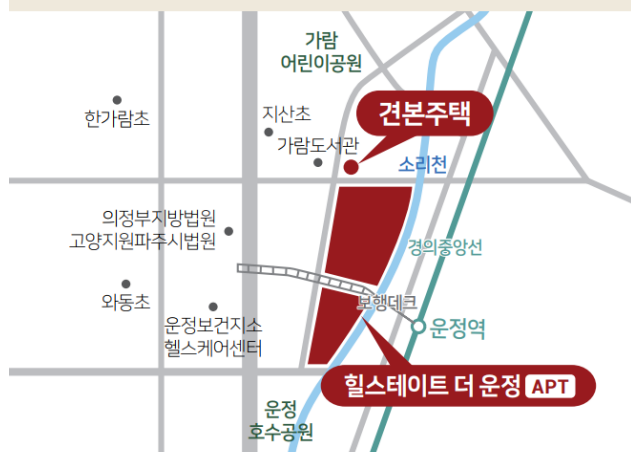 가람
어린이공원
한가람초
지산초
견본주택
가람도서관
소리천
의정부지방법원
고양지원파주시법원
경의중앙선
와동초
보행데크
운정보건지소
헬스케어센터
운정역
힐스테이트 더 운정 APT
운정
호수공원